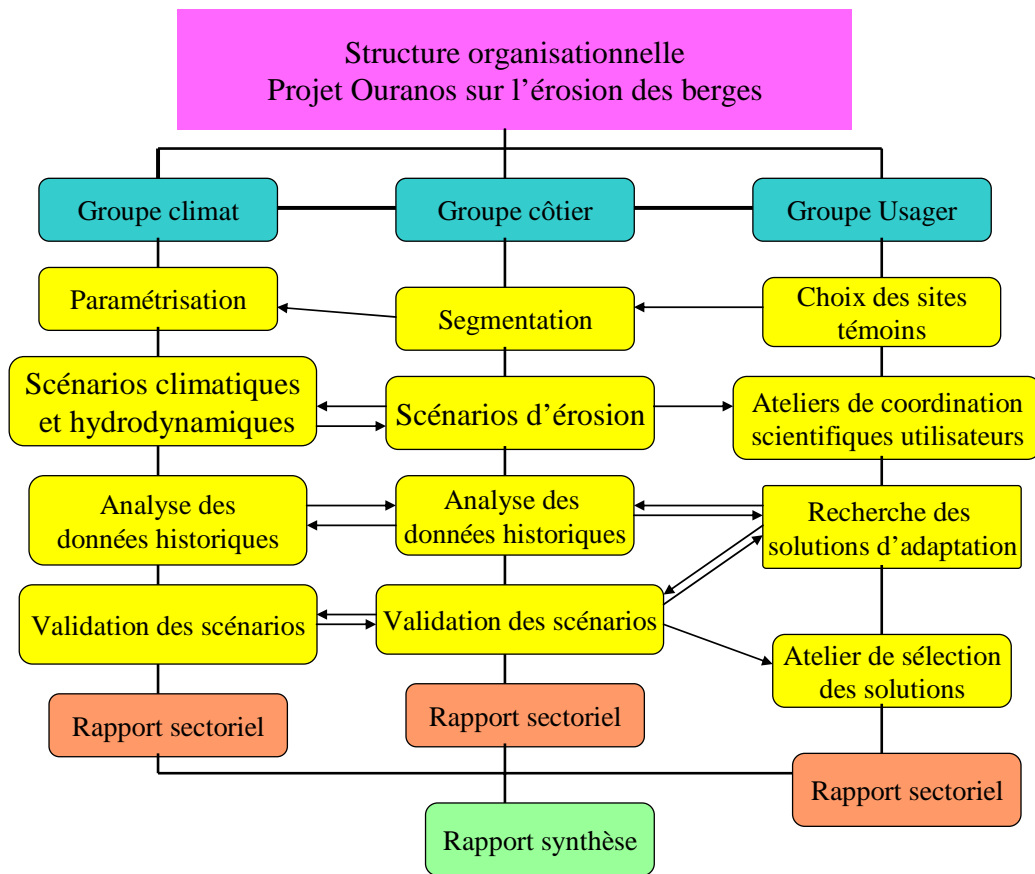 Structure organisationnelle
Projet Ouranos sur l’érosion des berges
Groupe climat
Groupe côtier
Groupe Usager
Paramétrisation
Segmentation
Choix des sites
témoins
Scénarios climatiques
et hydrodynamiques
Scénarios d’érosion
Ateliers de coordination
scientifiques utilisateurs
Analyse des
données historiques
Analyse des
données historiques
Recherche des
solutions d’adaptation
Validation des scénarios
Validation des scénarios
Atelier de sélection
des solutions
Rapport sectoriel
Rapport sectoriel
Rapport sectoriel
Rapport synthèse